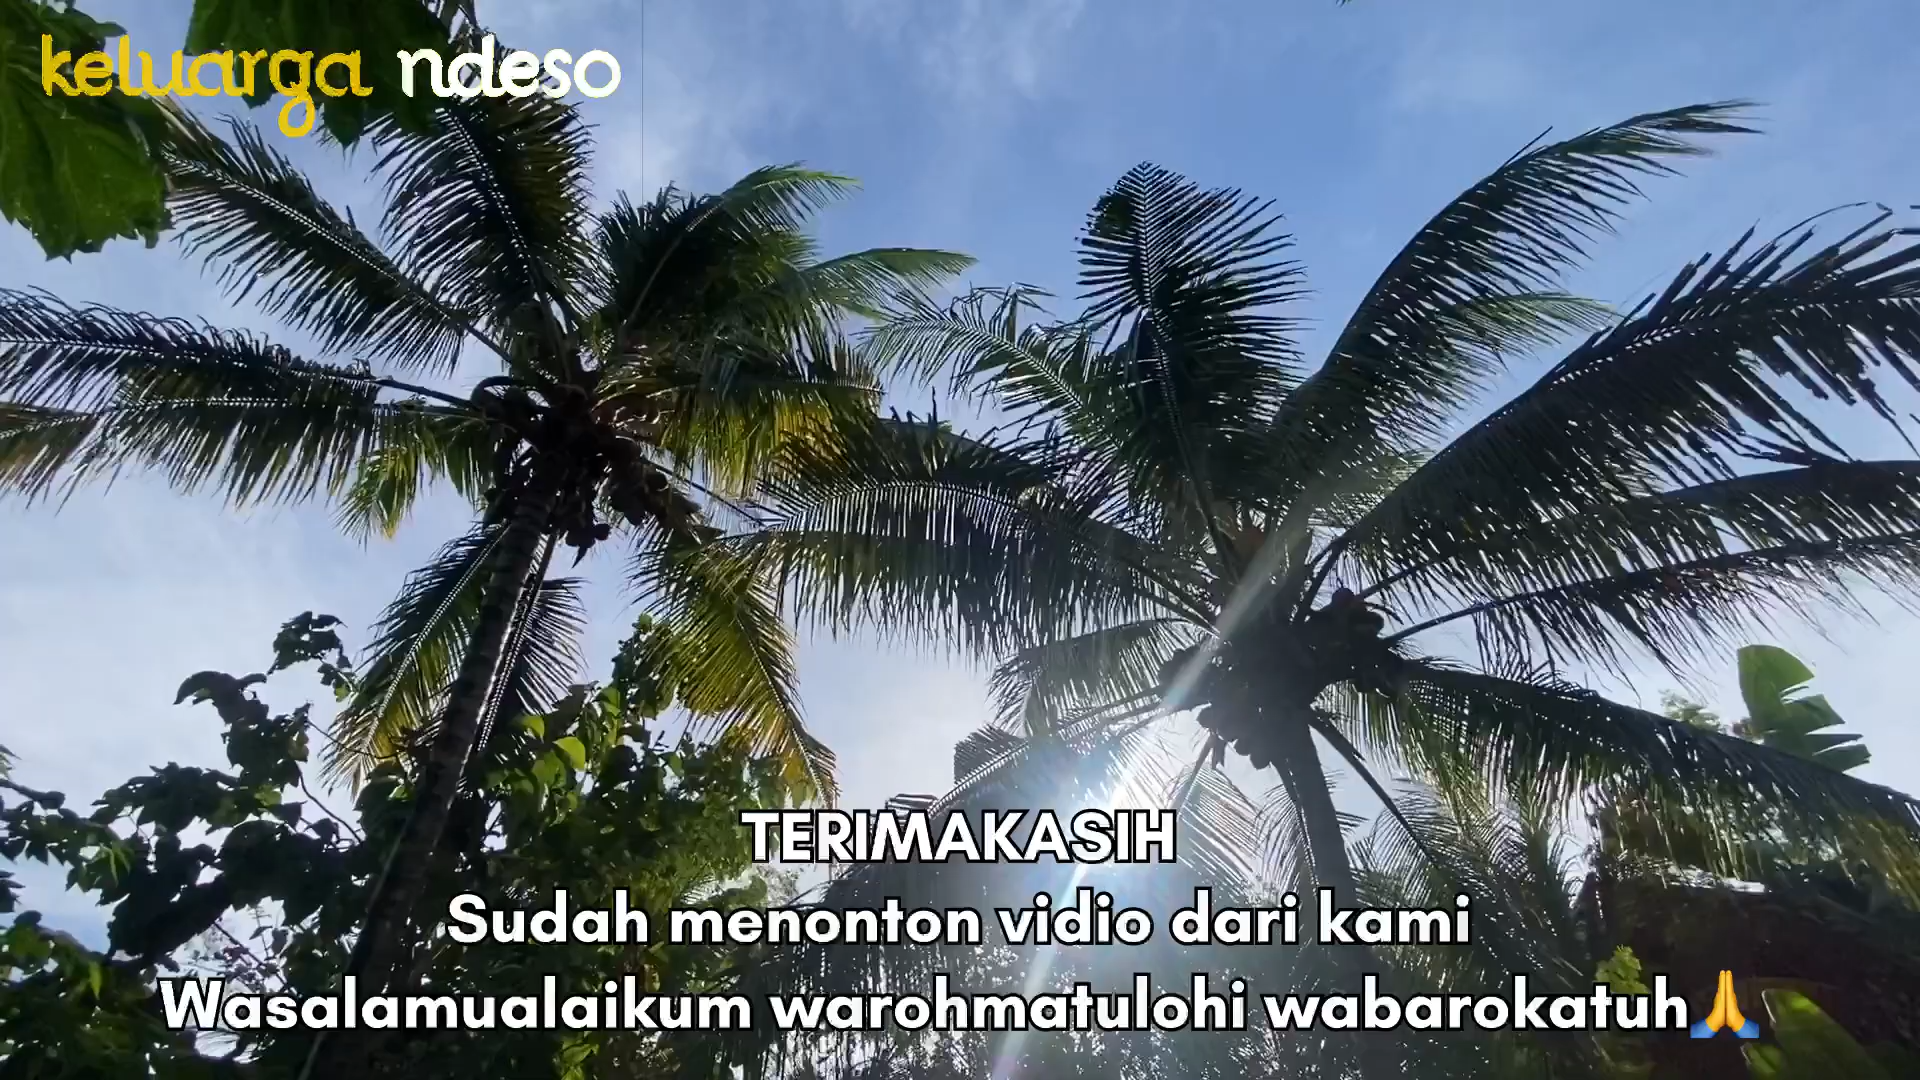 keluarga ndeso
TERIMAKASIH
Sudah menonton vidio dari kami
Wasalamualaikum warohmatulohi wabarokatuh🙏